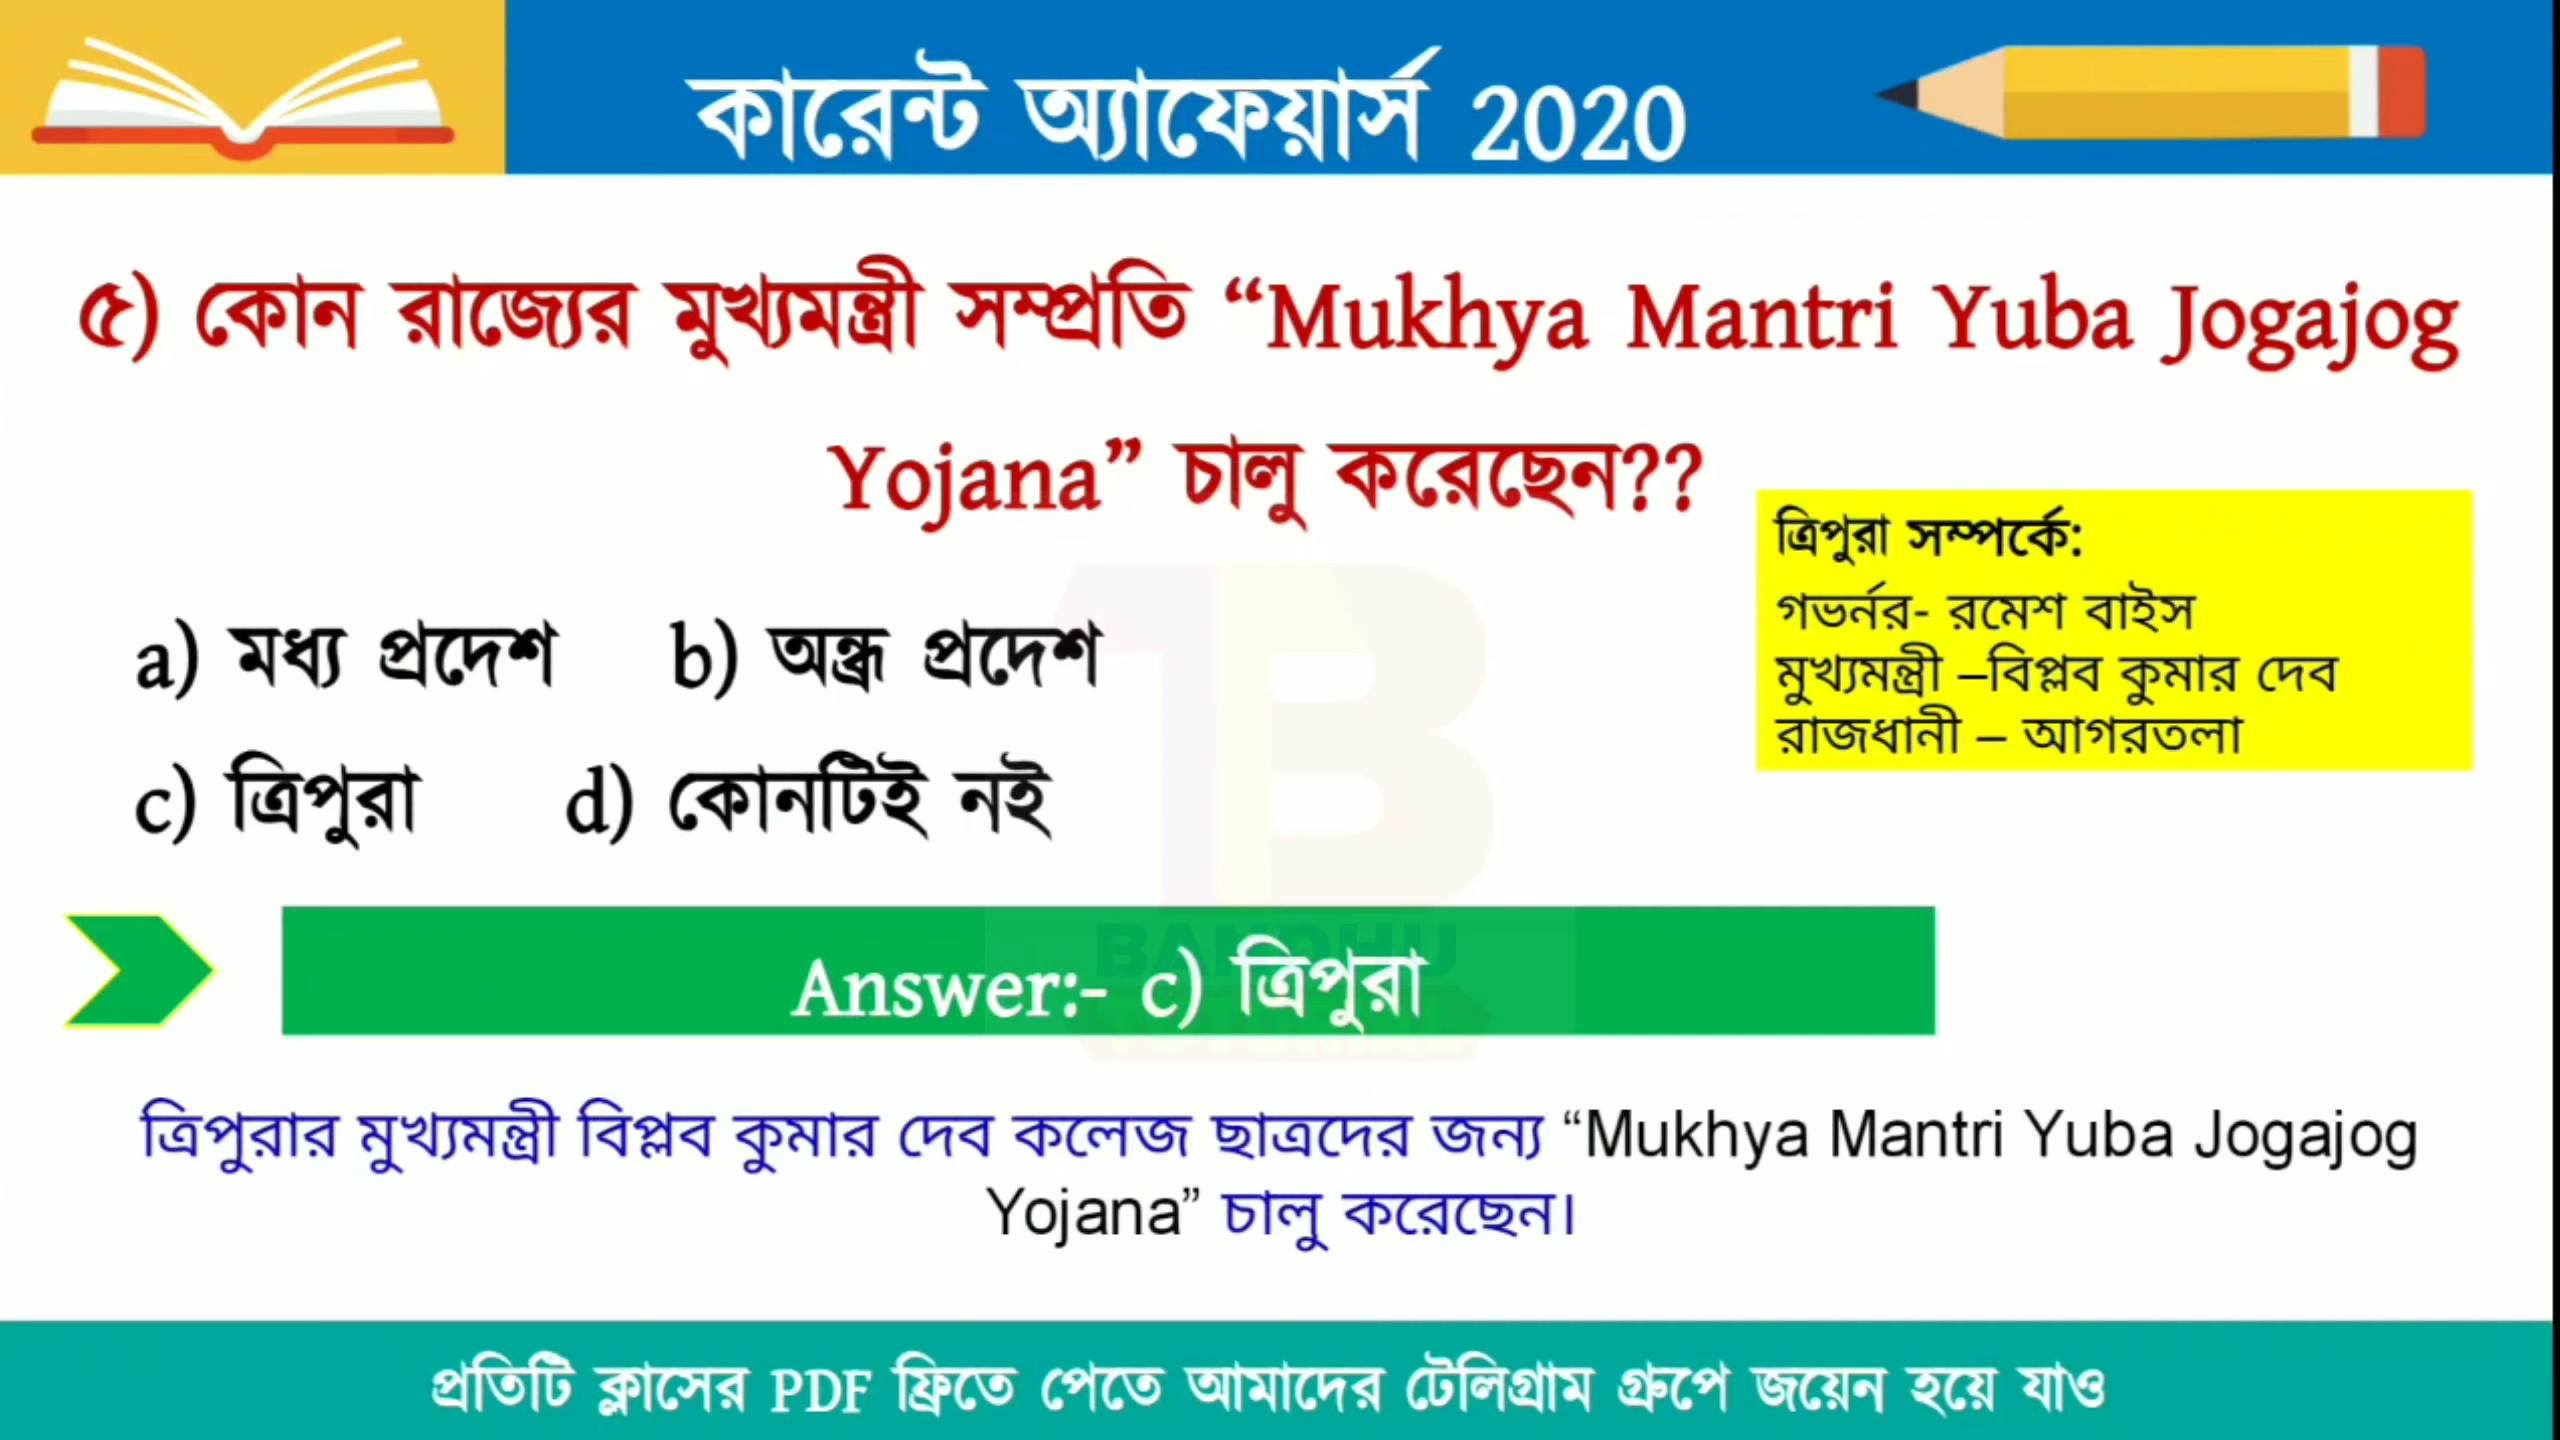 কারেন্ট অ্যাফেয়ার্স 2020
৫) কোন রাজ্যের মুখ্যমন্ত্রী সম্প্রতি “Mukhya Mantri Yuba Jogajog
Yojana” চালু করেছেন??
a) মধ্য প্রদেশ b) অন্ধ্র প্রদেশ
c) ত্রিপুরা d) কোনটিই নই
ত্রিপুরা সম্পর্কে:
গভর্নর- রমেশ বাইস
মুখ্যমন্ত্রী –বিপ্লব কুমার দেব
রাজধানী – আগরতলা
BANDHU
Answer:- c) ত্রিপুরা
ত্রিপুরার মুখ্যমন্ত্রী বিপ্লব কুমার দেব কলেজ ছাত্রদের জন্য “Mukhya Mantri Yuba Jogajog
Yojana” চালু করেছেন।
প্রতিটি ক্লাসের PDF ফ্রিতে পেতে আমাদের টেলিগ্রাম গ্রুপে জয়েন হয়ে যাও